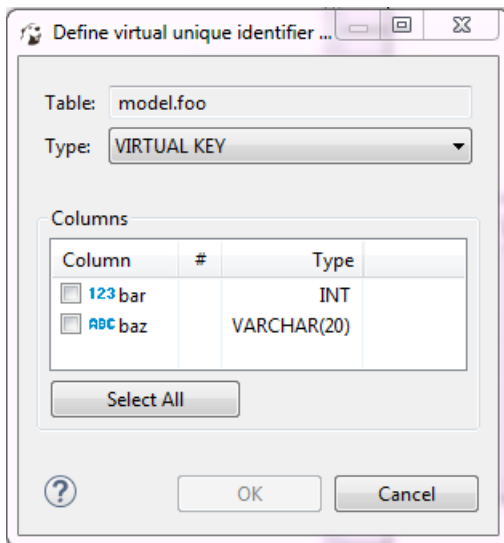 Define virtual unique identifier ...
Table: model.foo
Type: VIRTUAL KEY
Columns
Column # Type
123 bar INT
ABC baz VARCHAR(20)
Select All
? OK Cancel